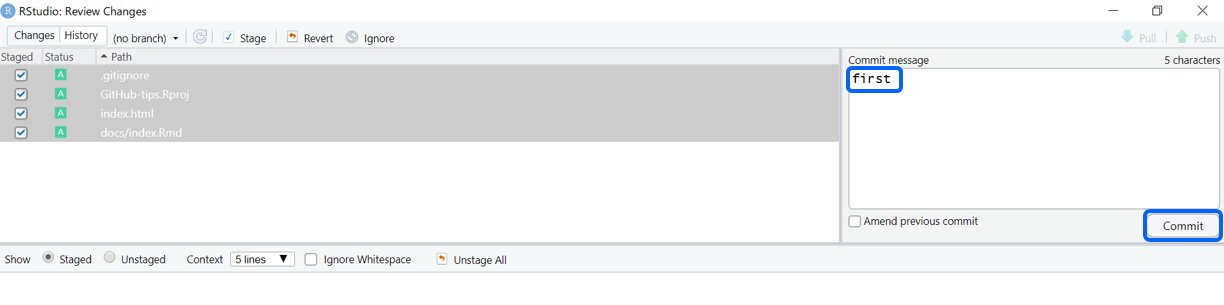 R RStudio: Review Changes
Changes History (no branch) Stage Revert Ignore Pull Push
Staged Status Path
A .gitignore
A GitHub-tips.Rproj
A index.html
A docs/index.Rmd
Commit message 5 characters
first
Amend previous commit
Commit
Show Staged Unstaged Context 5 lines Ignore Whitespace Unstage All